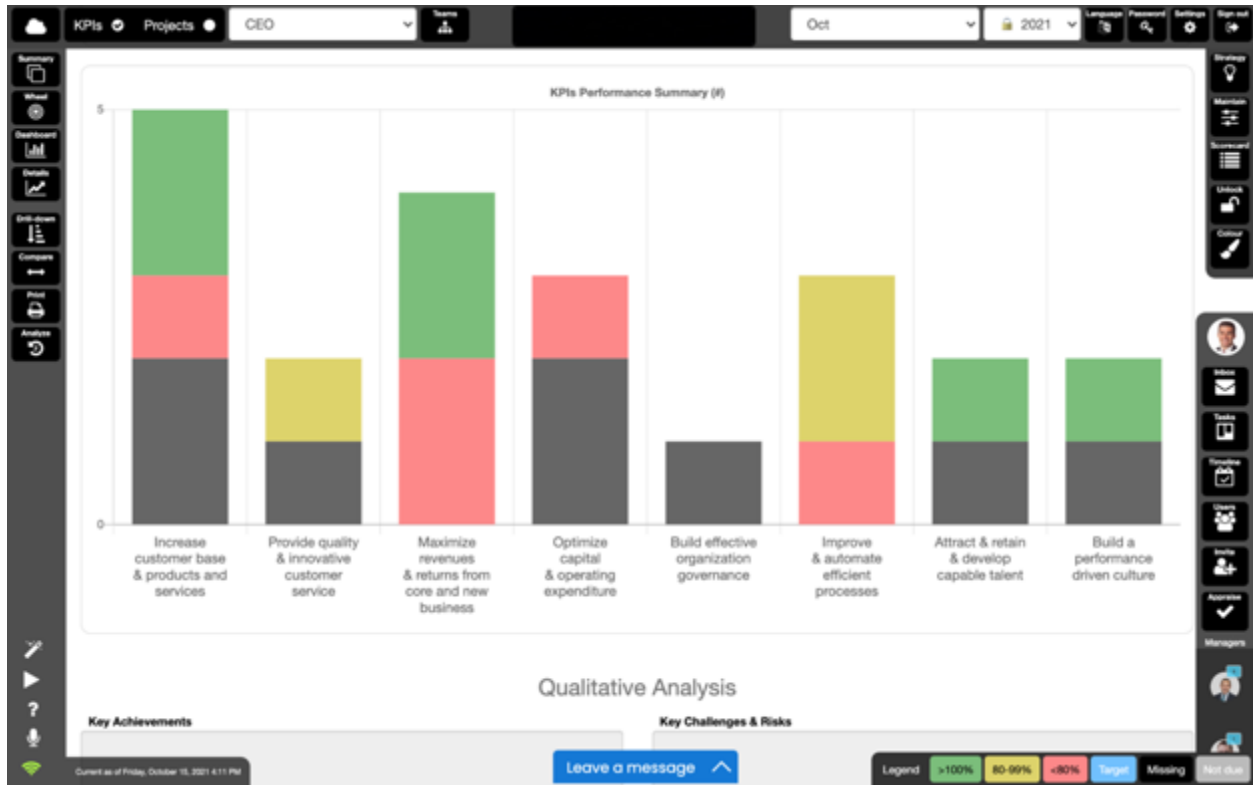 KPIs Projects CEO Teams Oct 2021 Language Password Settings Sign out
Summary
Wheel
Dashboard
Details
Drill-down
Compare
Print
Analyze
KPIs Performance Summary (#)
5
0
Increase
customer base
& products and
services
Provide quality
& innovative
customer
service
Maximize
revenues
& returns from
core and new
business
Optimize
capital
& operating
expenditure
Build effective
organization
governance
Improve
& automate
efficient
processes
Attract & retain
& develop
capable talent
Build a
performance
driven culture
Strategy
Maintain
Scorecard
Unlock
Colour
Inbox
Tasks
Timeline
Users
Invite
Appraise
Managers
Qualitative Analysis
Key Achievements
Key Challenges & Risks
?
Current as of Friday, October 15, 2021 4:11 PM
Leave a message
Legend >100% 80-99% <80% Target Missing Not due